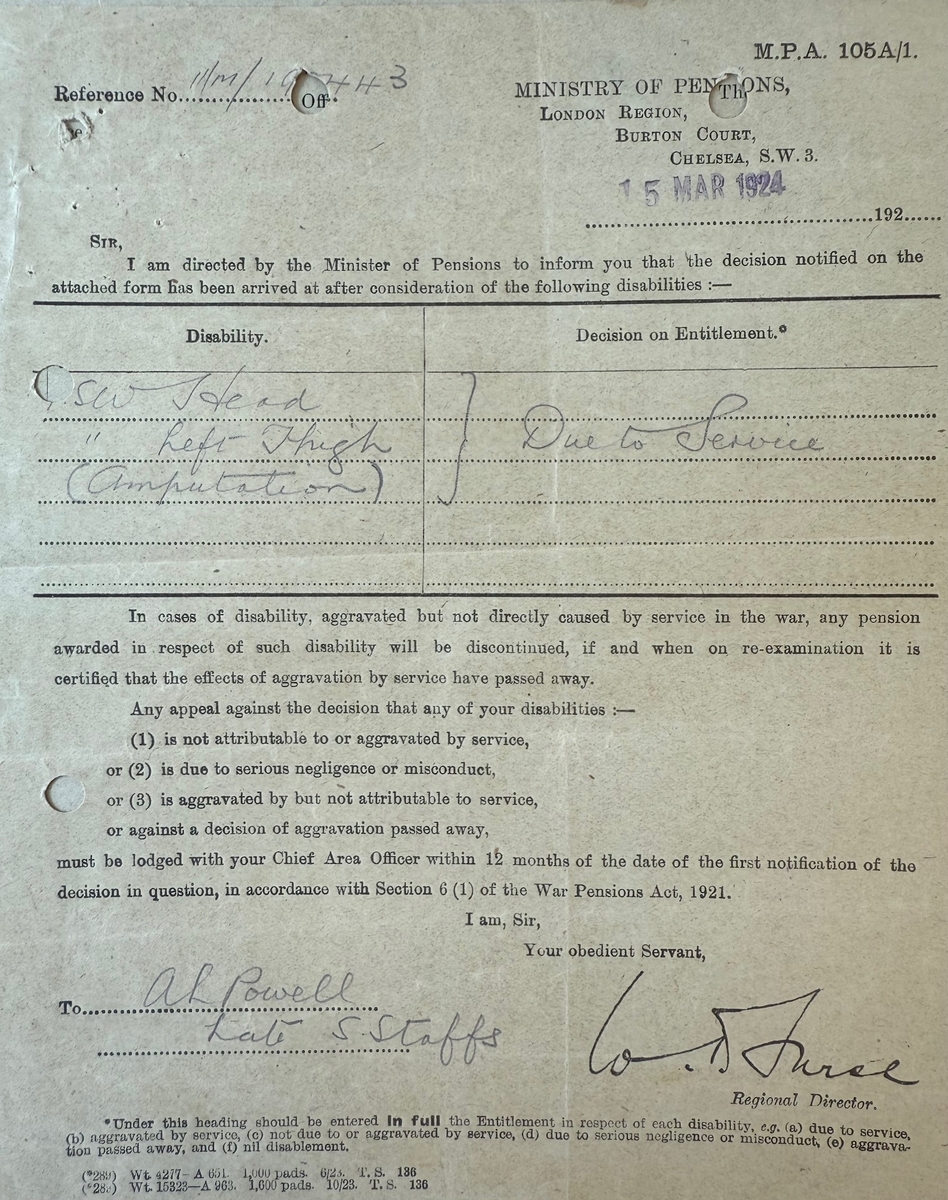 M.P.A. 105A/1.
Reference No. 11/M/ 443
Off.
MINISTRY OF PENSIONS,
Th
LONDON REGION,
BURTON COURT,
CHELSEA, S.W. 3.
15 MAR 1924
192
SIR,
I am directed by the Minister of Pensions to inform you that the decision notified on the
attached form has been arrived at after consideration of the following disabilities :—
Disability. Decision on Entitlement.*
GSW Head
" Left Thigh Due to Service
(Amputation)
In cases of disability, aggravated but not directly caused by service in the war, any pension
awarded in respect of such disability will be discontinued, if and when on re-examination it is
certified that the effects of aggravation by service have passed away.
Any appeal against the decision that any of your disabilities :—
(1) is not attributable to or aggravated by service,
or (2) is due to serious negligence or misconduct,
or (3) is aggravated by but not attributable to service,
or against a decision of aggravation passed away,
must be lodged with your Chief Area Officer within 12 months of the date of the first notification of the
decision in question, in accordance with Section 6 (1) of the War Pensions Act, 1921.
I am, Sir,
Your obedient Servant,
To A L Powell
Late S Staffs
W. D Furse
Regional Director.
*Under this heading should be entered in full the Entitlement in respect of each disability, e.g. (a) due to service,
(b) aggravated by service, (c) not due to or aggravated by service, (d) due to serious negligence or misconduct, (e) aggrava-
tion passed away, and (f) nil disablement.
Wt. 4277—A 651. 1,000 pads. 6/23. T. S. 136
Wt. 15323—A 963. 1,600 pads. 10/23. T. S. 136